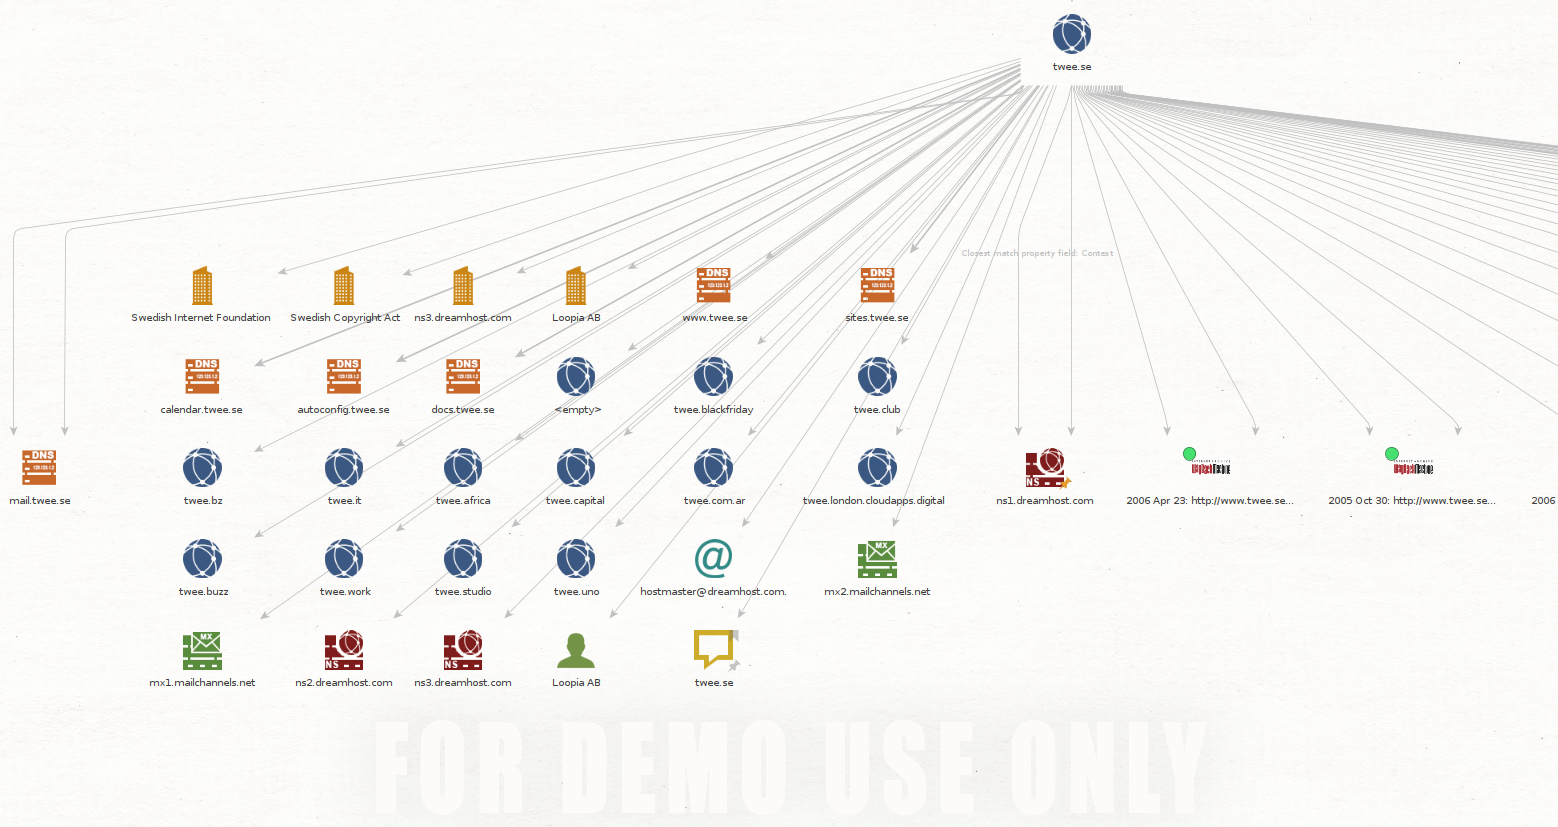 twee.se
Closest match property field: Contest
Swedish Internet Foundation
Swedish Copyright Act
ns3.dreamhost.com
Loopia AB
DNS
www.twee.se
DNS
sites.twee.se
DNS
calendar.twee.se
DNS
autoconfig.twee.se
DNS
docs.twee.se
<empty>
twee.blackfriday
twee.club
DNS
mail.twee.se
twee.bz
twee.it
twee.africa
twee.capital
twee.com.ar
twee.london.cloudapps.digital
NS
ns1.dreamhost.com
2006 Apr 23: http://www.twee.se...
2005 Oct 30: http://www.twee.se...
2006
twee.buzz
twee.work
twee.studio
twee.uno
@
hostmaster@dreamhost.com.
MX
mx2.mailchannels.net
MX
mx1.mailchannels.net
NS
ns2.dreamhost.com
NS
ns3.dreamhost.com
Loopia AB
twee.se
FOR DEMO USE ONLY